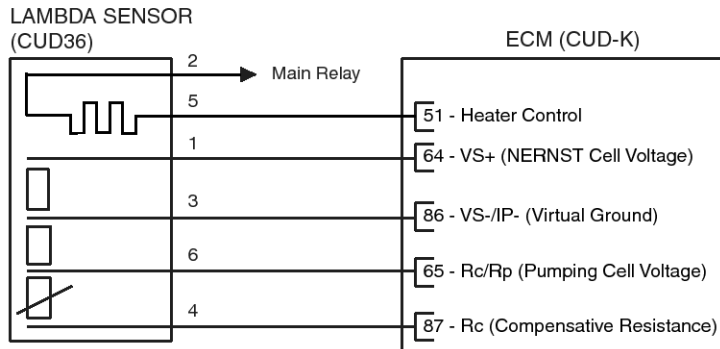 LAMBDA SENSOR
(CUD36)
ECM (CUD-K)
2
Main Relay
5
51 - Heater Control
1
64 - VS+ (NERNST Cell Voltage)
3
86 - VS-/IP- (Virtual Ground)
6
65 - Rc/Rp (Pumping Cell Voltage)
4
87 - Rc (Compensative Resistance)